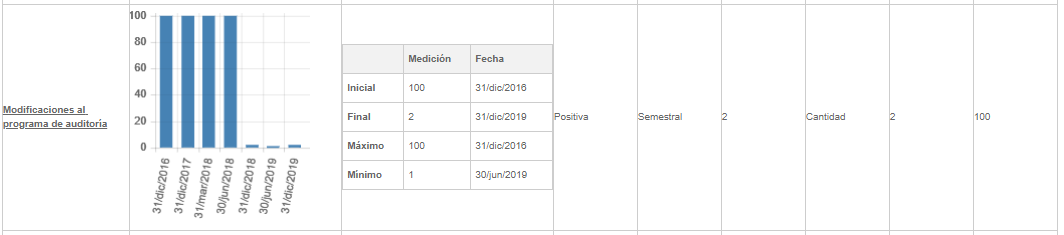 Modificaciones al
programa de auditoría
100
80
60
40
20
0
31/dic/2016
31/dic/2017
31/mar/2018
30/jun/2018
31/dic/2018
30/jun/2019
31/dic/2019
Medición Fecha
Inicial 100 31/dic/2016
Final 2 31/dic/2019
Máximo 100 31/dic/2016
Mínimo 1 30/jun/2019
Positiva Semestral 2 Cantidad 2 100